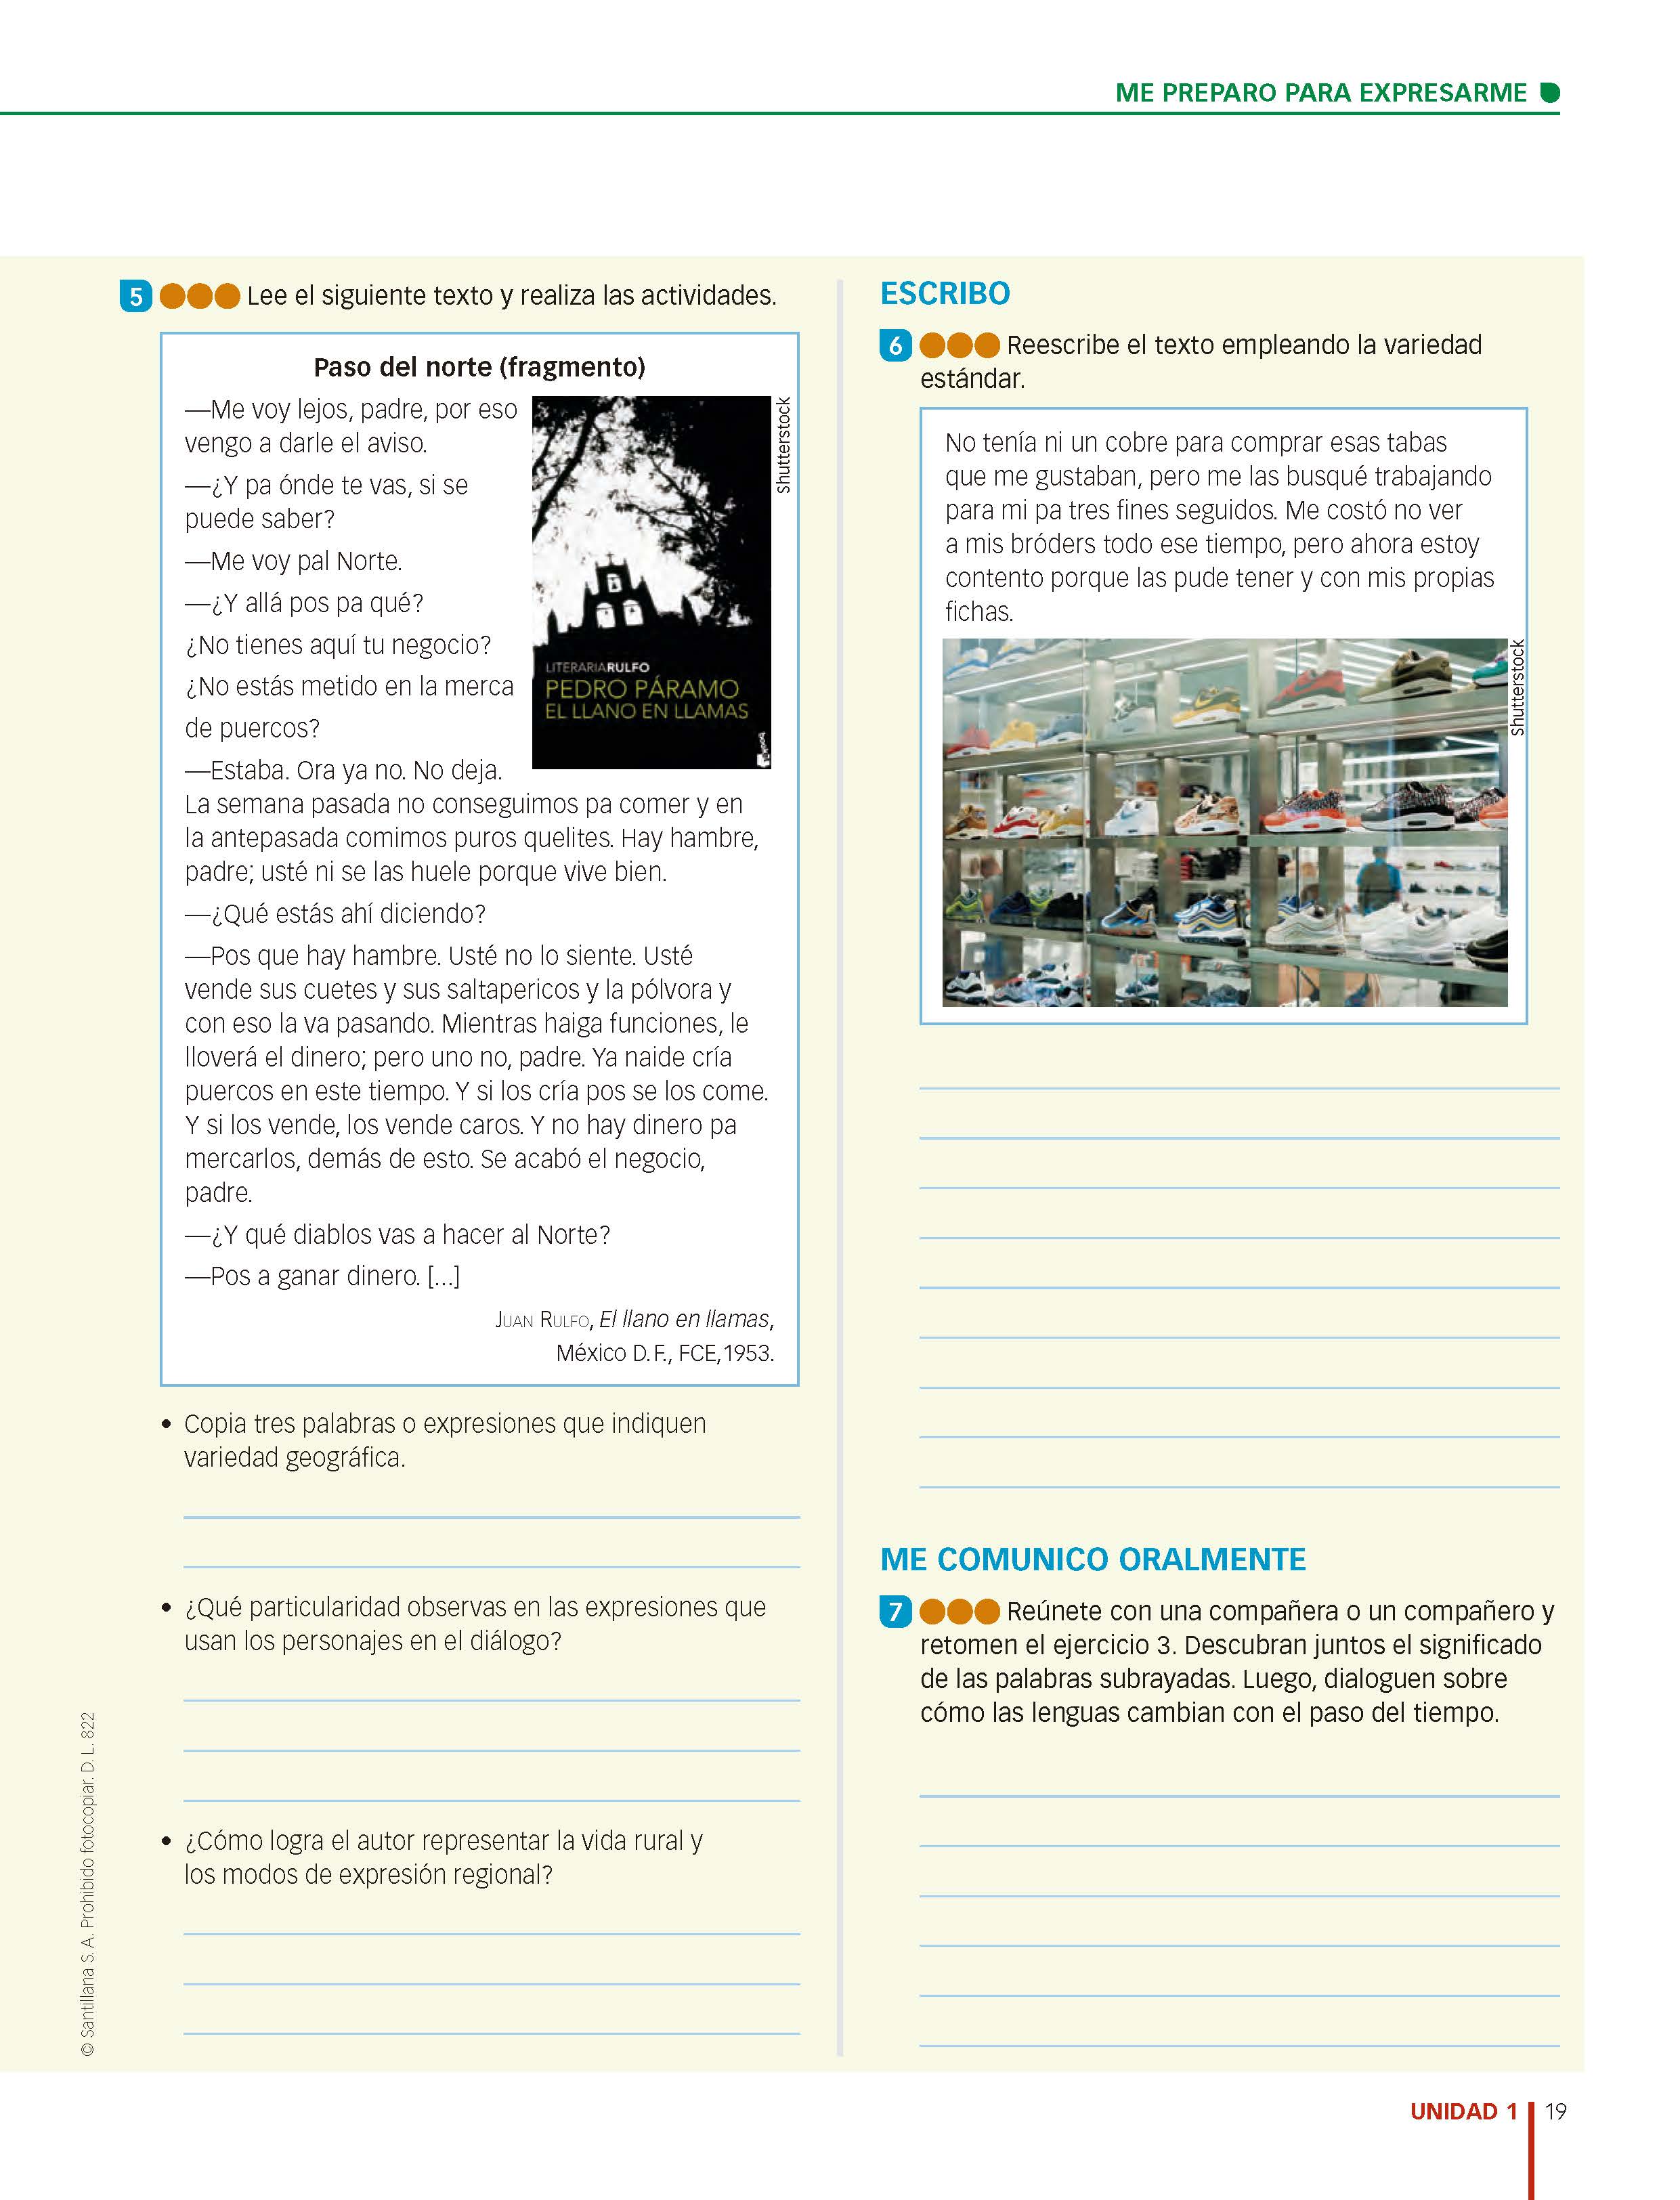 ME PREPARO PARA EXPRESARME
5 Lee el siguiente texto y realiza las actividades.
Paso del norte (fragmento)
—Me voy lejos, padre, por eso
vengo a darle el aviso.
—¿Y pa ónde te vas, si se
puede saber?
—Me voy pal Norte.
—¿Y allá pos pa qué?
¿No tienes aquí tu negocio?
¿No estás metido en la merca
de puercos?
—Estaba. Ora ya no. No deja.
La semana pasada no conseguimos pa comer y en
la antepasada comimos puros quelites. Hay hambre,
padre; usté ni se las huele porque vive bien.
—¿Qué estás ahí diciendo?
—Pos que hay hambre. Usté no lo siente. Usté
vende sus cuetes y sus saltapericos y la pólvora y
con eso la va pasando. Mientras haiga funciones, le
lloverá el dinero; pero uno no, padre. Ya naide cría
puercos en este tiempo. Y si los cría pos se los come.
Y si los vende, los vende caros. Y no hay dinero pa
mercarlos, demás de esto. Se acabó el negocio,
padre.
—¿Y qué diablos vas a hacer al Norte?
—Pos a ganar dinero. [...]
JUAN RULFO, El llano en llamas,
México D. F., FCE,1953.
LITERARIARULFO
PEDRO PÁRAMO
EL LLANO EN LLAMAS
booket
Shutterstock
• Copia tres palabras o expresiones que indiquen
variedad geográfica.
• ¿Qué particularidad observas en las expresiones que
usan los personajes en el diálogo?
• ¿Cómo logra el autor representar la vida rural y
los modos de expresión regional?
ESCRIBO
6 Reescribe el texto empleando la variedad
estándar.
No tenía ni un cobre para comprar esas tabas
que me gustaban, pero me las busqué trabajando
para mi pa tres fines seguidos. Me costó no ver
a mis bróders todo ese tiempo, pero ahora estoy
contento porque las pude tener y con mis propias
fichas.
Shutterstock
ME COMUNICO ORALMENTE
7 Reúnete con una compañera o un compañero y
retomen el ejercicio 3. Descubran juntos el significado
de las palabras subrayadas. Luego, dialoguen sobre
cómo las lenguas cambian con el paso del tiempo.
© Santillana S. A. Prohibido fotocopiar. D. L. 822
UNIDAD 1 19